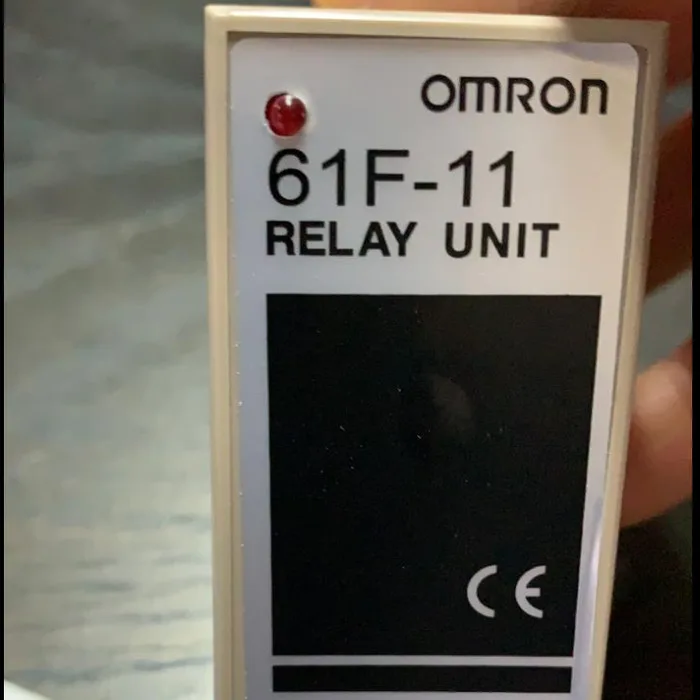 OMRON
61F-11
RELAY UNIT
CE